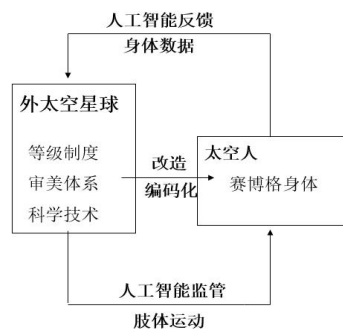 人工智能反馈
身体数据
外太空星球
等级制度
审美体系
科学技术
改造
编码化
太空人
赛博格身体
人工智能监管
肢体运动